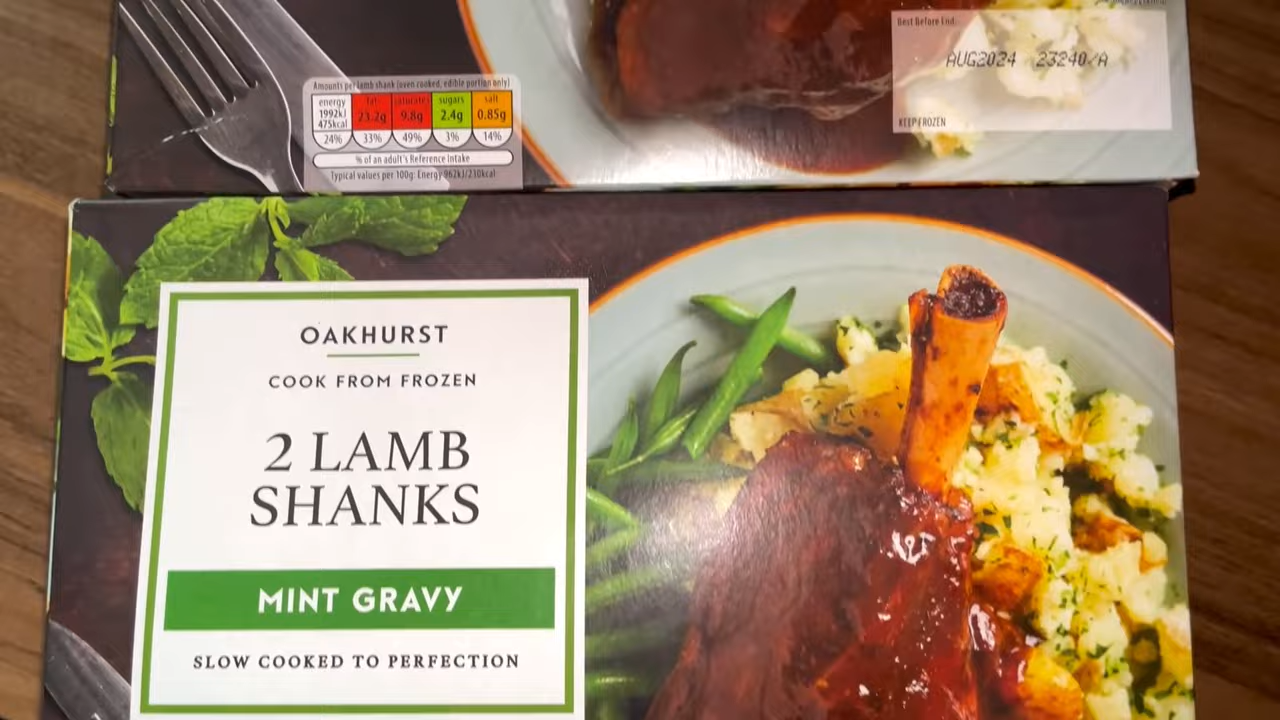 Best Before End:
AUG2024 23240/A
KEEP FROZEN
Amounts per lamb shank (oven cooked, edible portion only)
energy fat saturates sugars salt
1992kJ 23.2g 9.8g 2.4g 0.85g
475kcal
24% 33% 49% 3% 14%
% of an adult's Reference Intake
Typical values per 100g: Energy 962kJ/230kcal
OAKHURST
COOK FROM FROZEN
2 LAMB
SHANKS
MINT GRAVY
SLOW COOKED TO PERFECTION